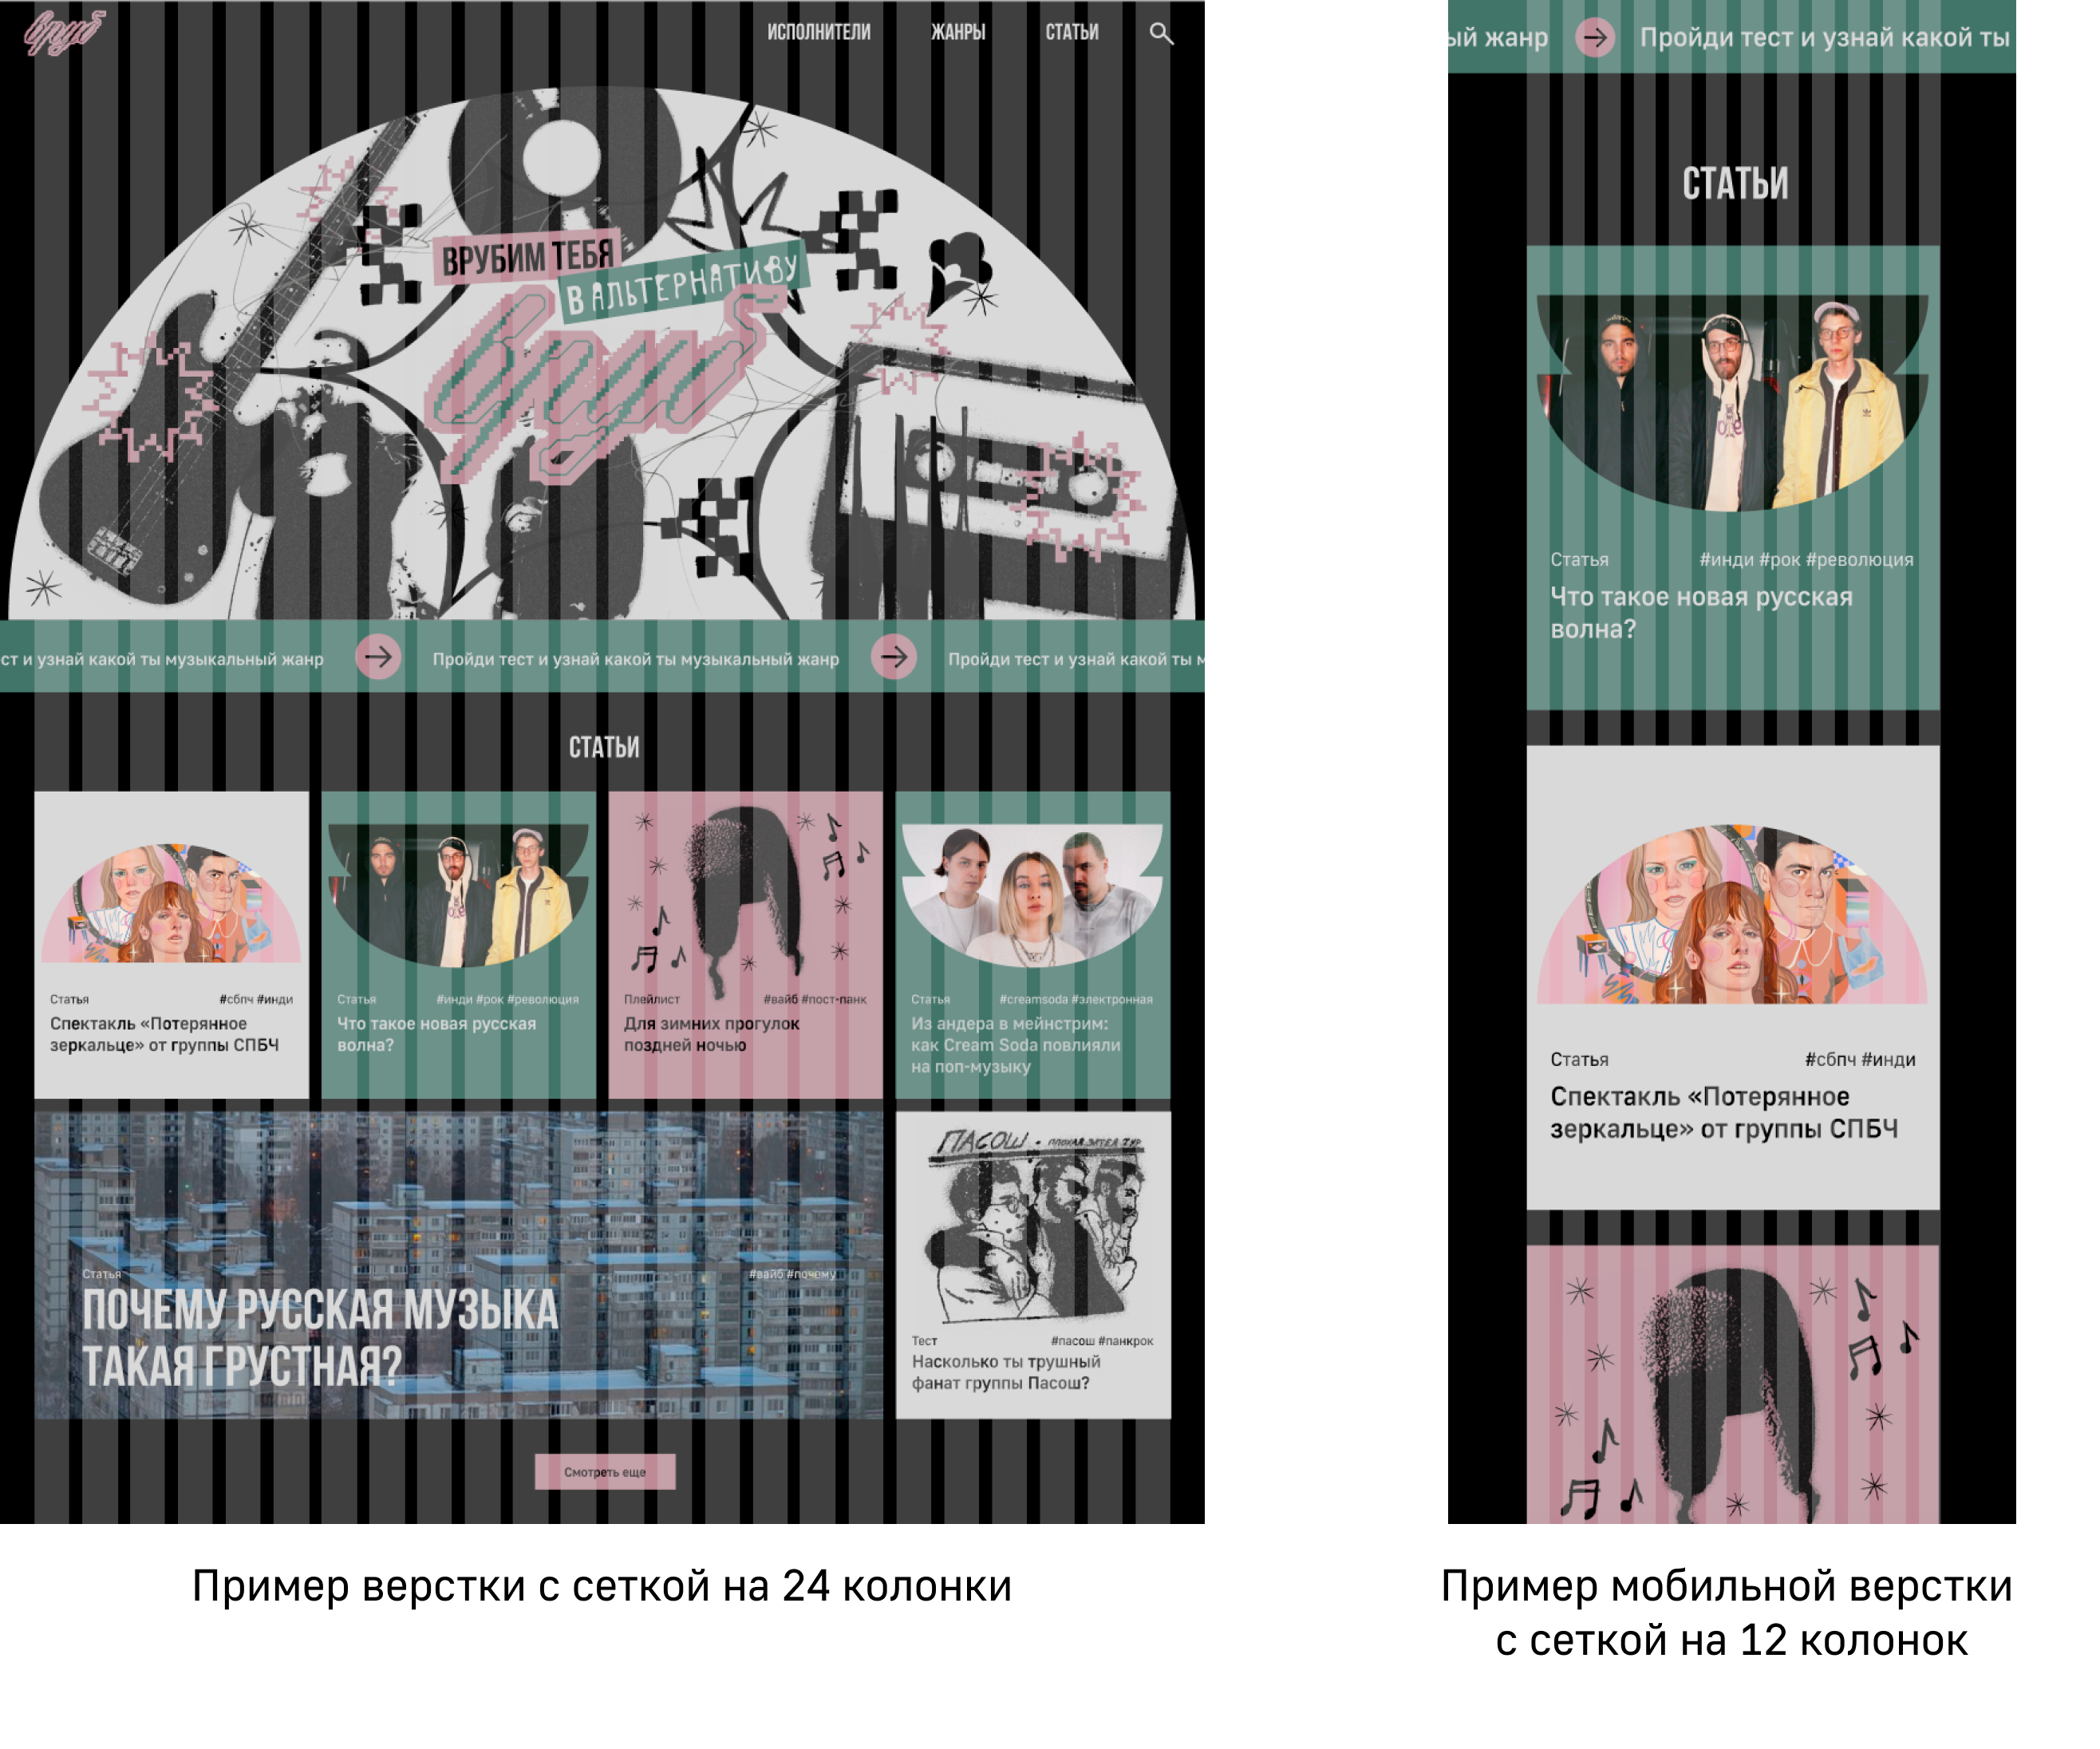 вруб
ИСПОЛНИТЕЛИ
ЖАНРЫ
СТАТЬИ
ВРУБИМ ТЕБЯ
В АЛЬТЕРНАТИВУ
вруб
ст и узнай какой ты музыкальный жанр
Пройди тест и узнай какой ты музыкальный жанр
Пройди тест и узнай какой ты м
СТАТЬИ
Статья #сбпч #инди
Спектакль «Потерянное
зеркальце» от группы СПБЧ
Статья #инди #рок #революция
Что такое новая русская
волна?
Плейлист #вайб #пост-панк
Для зимних прогулок
поздней ночью
Статья #creamsoda #электронная
Из андера в мейнстрим:
как Cream Soda повлияли
на поп-музыку
Статья #вайб #почему
ПОЧЕМУ РУССКАЯ МУЗЫКА
ТАКАЯ ГРУСТНАЯ?
ПАСОШ. ПЛОХАЯ ЗАТЕЯ ТУР
Тест #пасош #панкрок
Насколько ты трушный
фанат группы Пасош?
Смотреть еще
Пример верстки с сеткой на 24 колонки
ый жанр
Пройди тест и узнай какой ты
СТАТЬИ
Статья #инди #рок #революция
Что такое новая русская
волна?
Статья #сбпч #инди
Спектакль «Потерянное
зеркальце» от группы СПБЧ
Пример мобильной верстки
с сеткой на 12 колонок